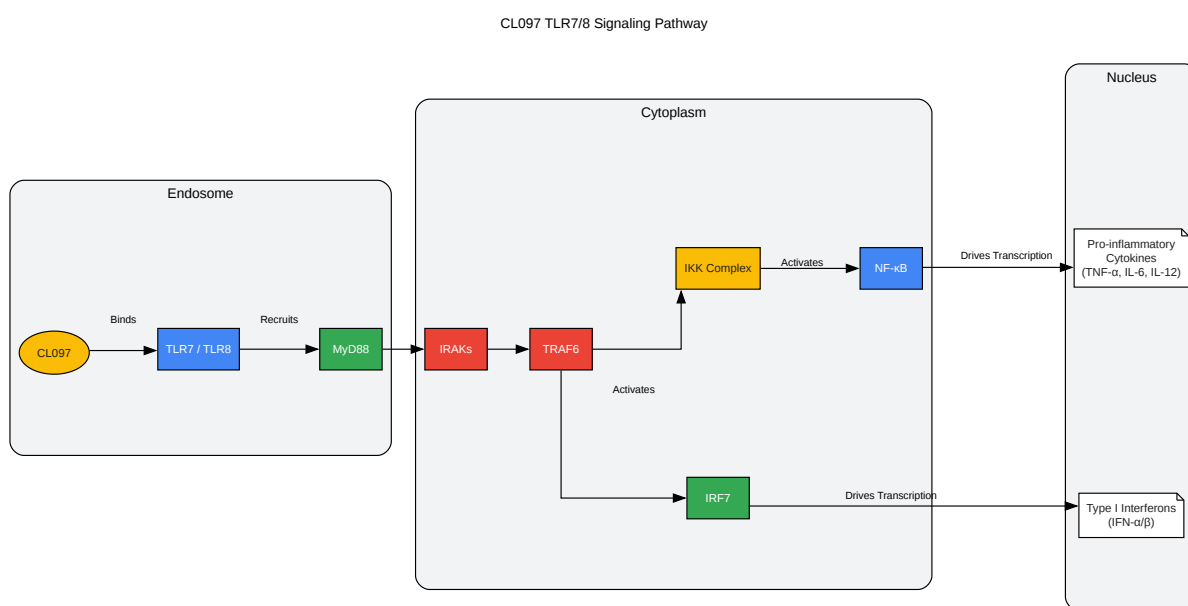 CL097 TLR7/8 Signaling Pathway
Endosome
CL097
Binds
TLR7 / TLR8
Recruits
MyD88
Cytoplasm
IRAKs
TRAF6
Activates
IKK Complex
Activates
NF-κB
IRF7
Drives Transcription
Drives Transcription
Nucleus
Pro-inflammatory
Cytokines
(TNF-α, IL-6, IL-12)
Type I Interferons
(IFN-α/β)